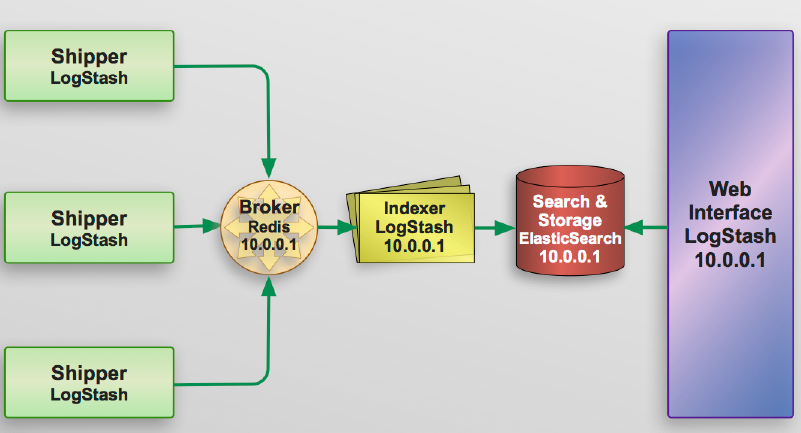 Shipper
LogStash
Shipper
LogStash
Shipper
LogStash
Broker
Redis
10.0.0.1
Indexer
LogStash
10.0.0.1
Search &
Storage
ElasticSearch
10.0.0.1
Web
Interface
LogStash
10.0.0.1